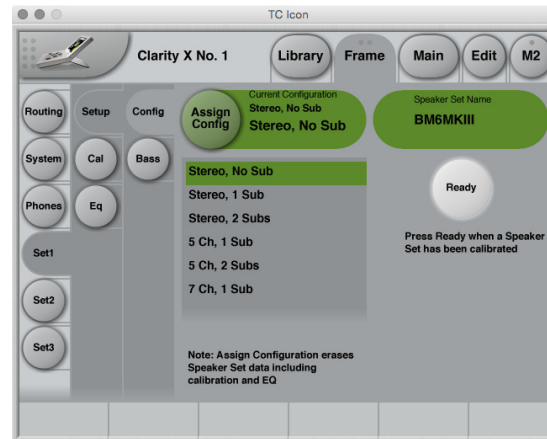 TC Icon
Clarity X No. 1
Library
Frame
Main
Edit
M2
Routing
Setup
Config
Assign
Config
Current Configuration
Stereo, No Sub
Stereo, No Sub
Speaker Set Name
BM6MKIII
System
Cal
Bass
Phones
Eq
Set1
Set2
Set3
Stereo, No Sub
Stereo, 1 Sub
Stereo, 2 Subs
5 Ch, 1 Sub
5 Ch, 2 Subs
7 Ch, 1 Sub
Ready
Press Ready when a Speaker
Set has been calibrated
Note: Assign Configuration erases
Speaker Set data including
calibration and EQ